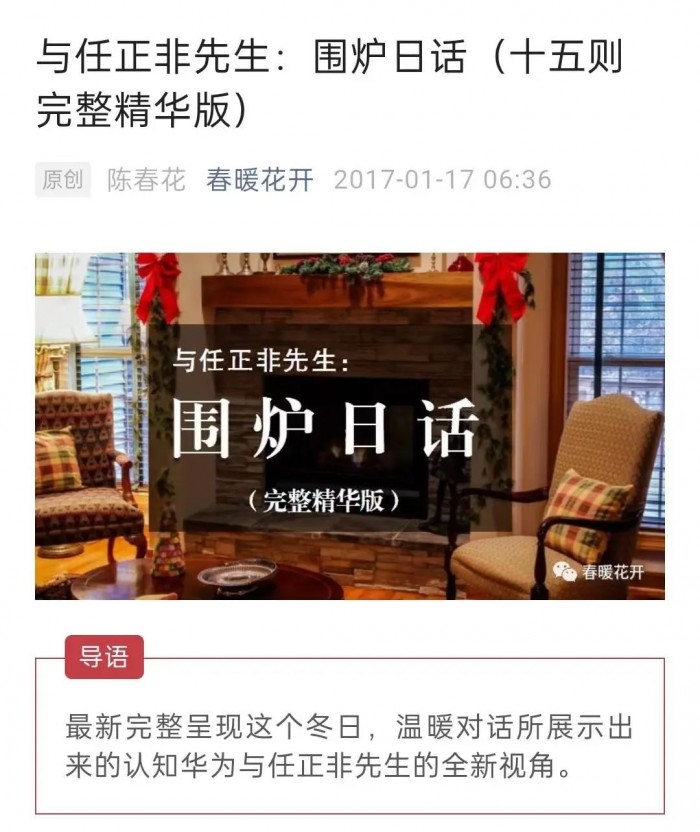 与任正非先生：围炉日话（十五则
完整精华版）
原创 陈春花 春暖花开 2017-01-17 06:36
与任正非先生：
围炉日话
（完整精华版）
春暖花开
导语
最新完整呈现这个冬日，温暖对话所展示出
来的认知华为与任正非先生的全新视角。